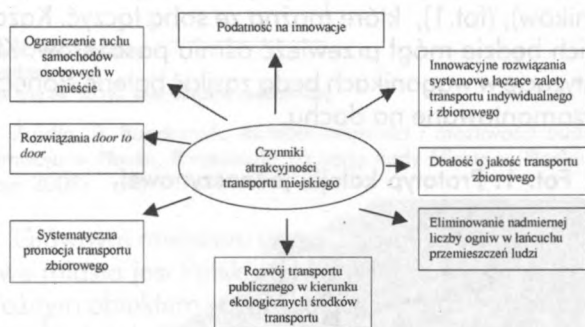 Podatność na innowacje
Ograniczenie ruchu
samochodów
osobowych w
mieście
Innowacyjne rozwiązania
systemowe łączące zalety
transportu indywidualnego
i zbiorowego
Rozwiązania door to
door
Czynniki
atrakcyjności
transportu miejskiego
Dbałość o jakość transportu
zbiorowego
Systematyczna
promocja transportu
zbiorowego
Eliminowanie nadmiernej
liczby ogniw w łańcuchu
przemieszczeń ludzi
Rozwój transportu
publicznego w kierunku
ekologicznych środków
transportu